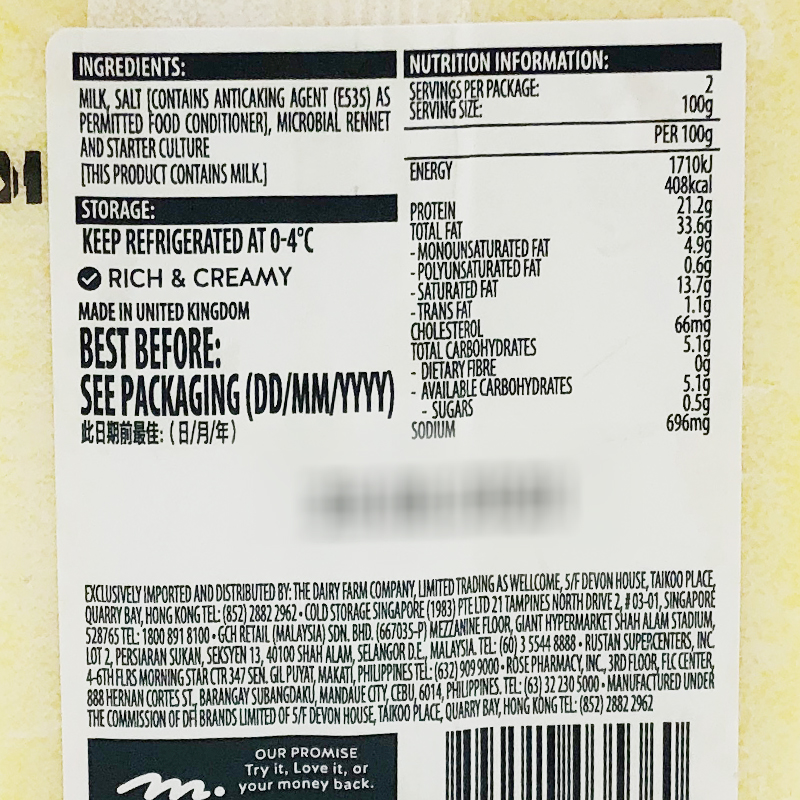 INGREDIENTS:
MILK, SALT [CONTAINS ANTICAKING AGENT (E535) AS
PERMITTED FOOD CONDITIONER], MICROBIAL RENNET
AND STARTER CULTURE
[THIS PRODUCT CONTAINS MILK.]
STORAGE:
KEEP REFRIGERATED AT 0-4°C
RICH & CREAMY
MADE IN UNITED KINGDOM
BEST BEFORE:
SEE PACKAGING (DD/MM/YYYY)
此日期前最佳: (日/月/年)
NUTRITION INFORMATION:
SERVINGS PER PACKAGE: 2
SERVING SIZE: 100g
PER 100g
ENERGY 1710kJ
408kcal
PROTEIN 21.2g
TOTAL FAT 33.6g
- MONOUNSATURATED FAT 4.9g
- POLYUNSATURATED FAT 0.6g
- SATURATED FAT 13.7g
- TRANS FAT 1.1g
CHOLESTEROL 66mg
TOTAL CARBOHYDRATES 5.1g
- DIETARY FIBRE 0g
- AVAILABLE CARBOHYDRATES 5.1g
- SUGARS 0.5g
SODIUM 696mg
EXCLUSIVELY IMPORTED AND DISTRIBUTED BY: THE DAIRY FARM COMPANY, LIMITED TRADING AS WELLCOME, 5/F DEVON HOUSE, TAIKOO PLACE,
QUARRY BAY, HONG KONG TEL: (852) 2882 2962 • COLD STORAGE SINGAPORE (1983) PTE LTD 21 TAMPINES NORTH DRIVE 2, # 03-01, SINGAPORE
528765 TEL: 1800 891 8100 • GCH RETAIL (MALAYSIA) SDN. BHD. (667035-P) MEZZANINE FLOOR, GIANT HYPERMARKET SHAH ALAM STADIUM,
LOT 2, PERSIARAN SUKAN, SEKSYEN 13, 40100 SHAH ALAM, SELANGOR D.E., MALAYSIA. TEL: (60) 3 5544 8888 • RUSTAN SUPERCENTERS, INC.
4-6TH FLRS MORNING STAR CTR 347 SEN. GIL PUYAT, MAKATI, PHILIPPINES TEL: (632) 909 9000 • ROSE PHARMACY, INC., 3RD FLOOR, FLC CENTER,
888 HERNAN CORTES ST., BARANGAY SUBANGDAKU, MANDAUE CITY, CEBU, 6014, PHILIPPINES. TEL: (63) 32 230 5000 • MANUFACTURED UNDER
THE COMMISSION OF DFI BRANDS LIMITED OF 5/F DEVON HOUSE, TAIKOO PLACE, QUARRY BAY, HONG KONG TEL: (852) 2882 2962
OUR PROMISE
Try it, Love it, or
m. your money back.